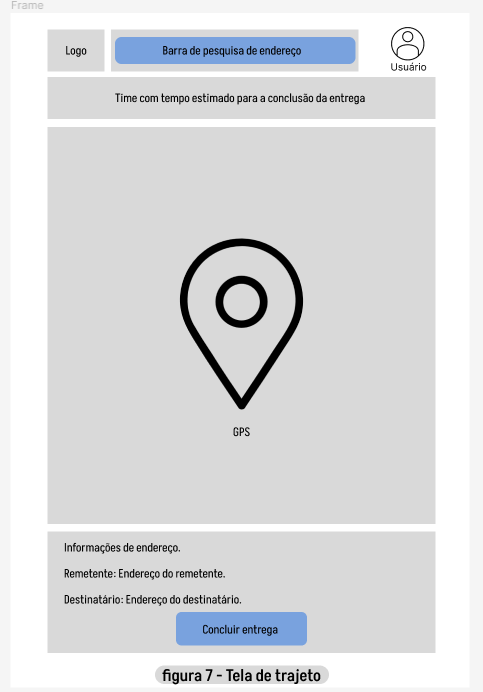 Frame
Logo
Barra de pesquisa de endereço
Usuário
Time com tempo estimado para a conclusão da entrega
GPS
Informações de endereço.
Remetente: Endereço do remetente.
Destinatário: Endereço do destinatário.
Concluir entrega
figura 7 - Tela de trajeto